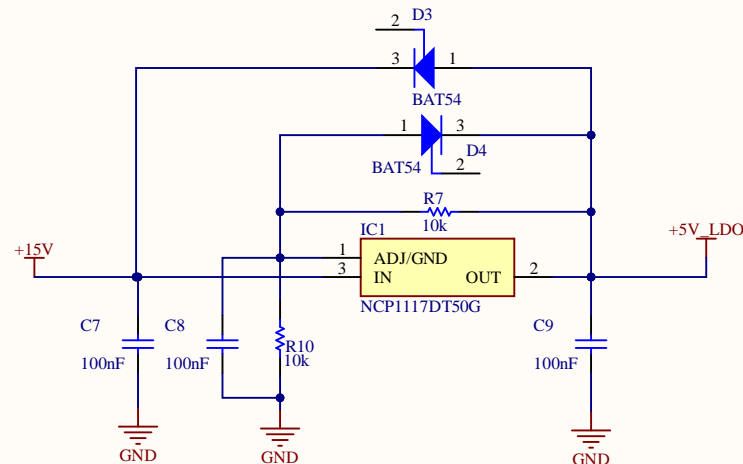 D3
2
3
1
BAT54
1
3
D4
BAT54
2
R7
10k
+15V
+5V_LDO
IC1
1
ADJ/GND
3
IN
OUT
2
NCP1117DT50G
C7
100nF
C8
100nF
R10
10k
C9
100nF
GND
GND
GND